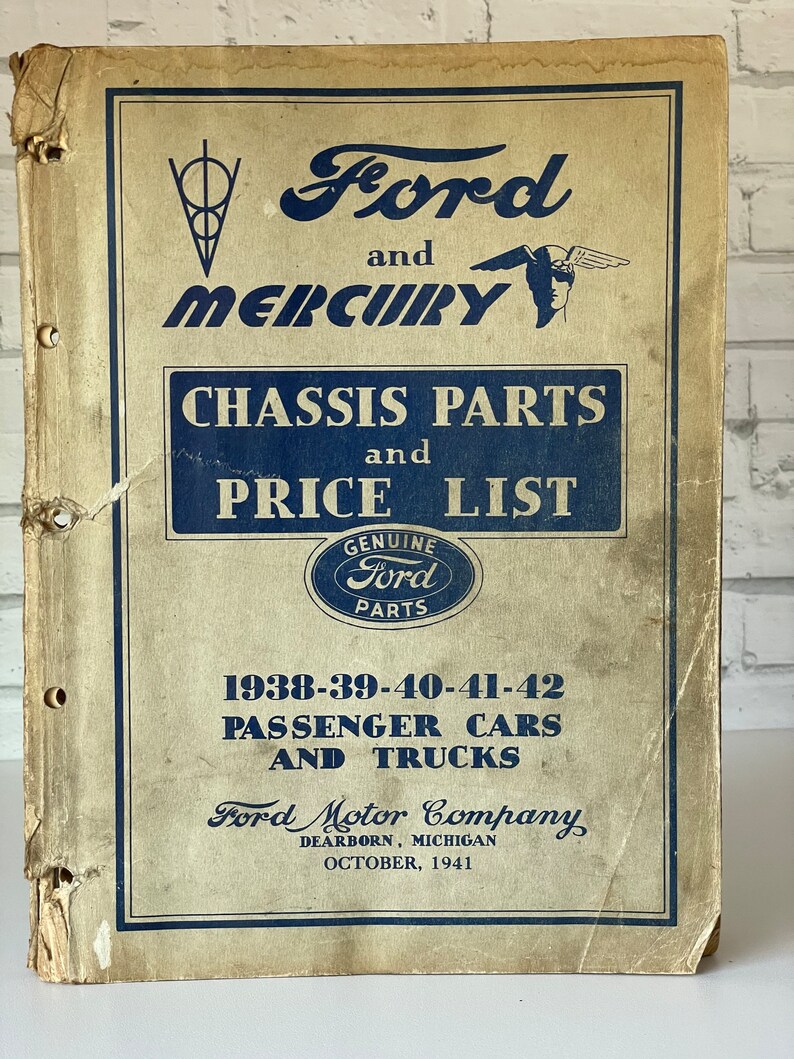 V8
Ford
and
MERCURY
CHASSIS PARTS
and
PRICE LIST
GENUINE
Ford
PARTS
1938-39-40-41-42
PASSENGER CARS
AND TRUCKS
Ford Motor Company
DEARBORN, MICHIGAN
OCTOBER, 1941